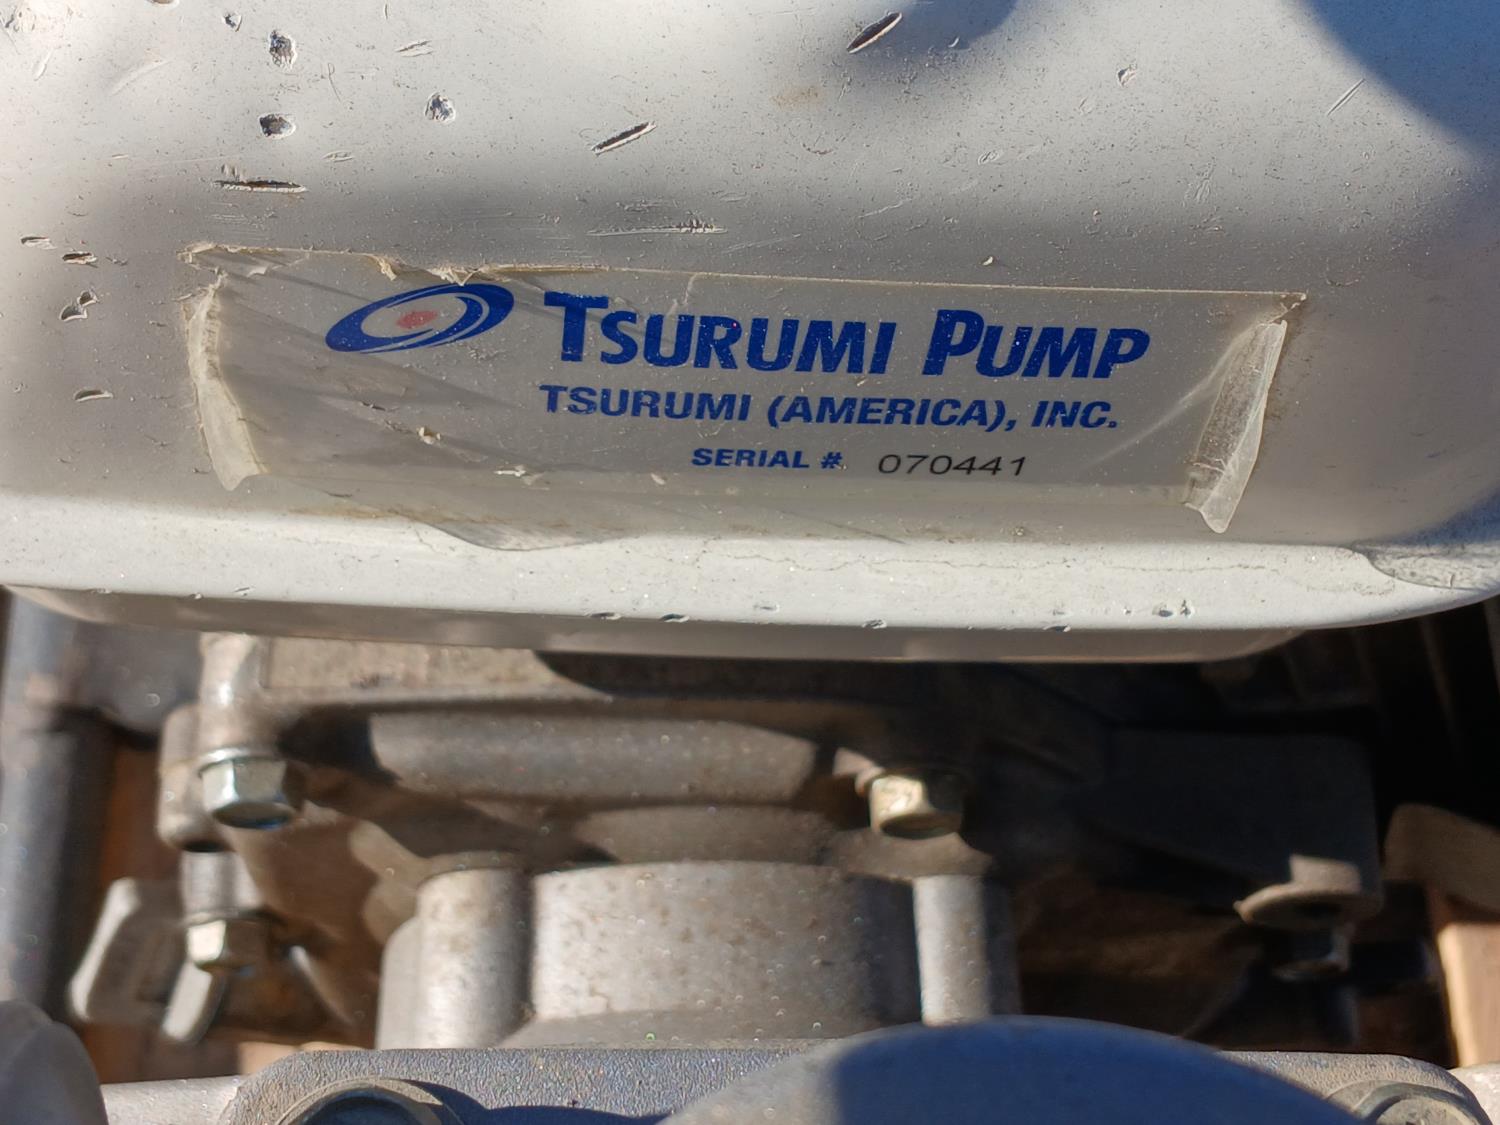 TSURUMI PUMP
TSURUMI (AMERICA), INC.
SERIAL # 070441